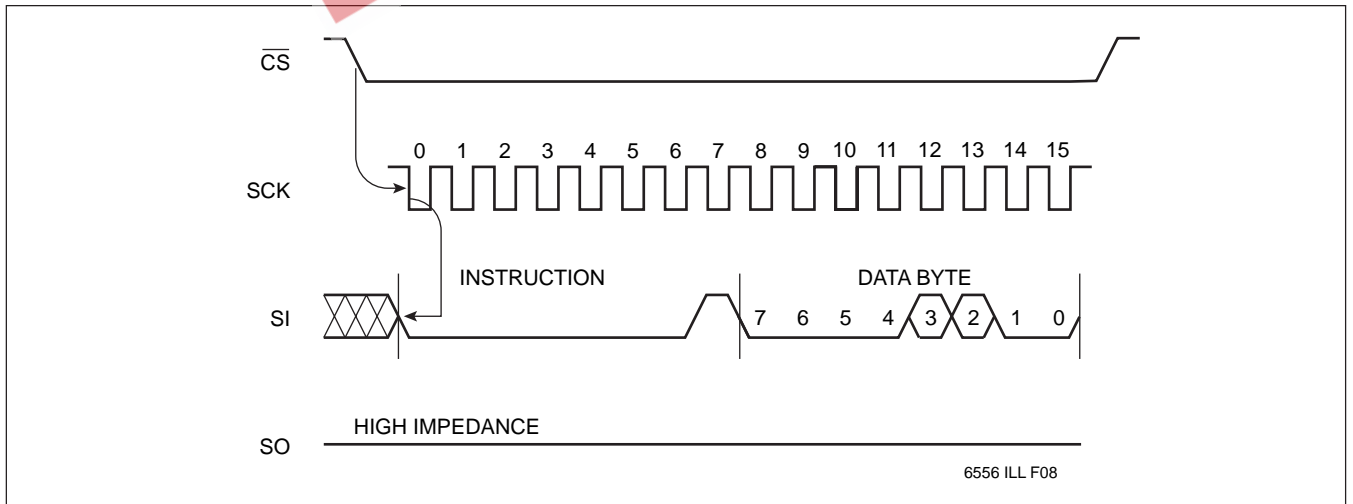 CS
0 1 2 3 4 5 6 7 8 9 10 11 12 13 14 15
SCK
INSTRUCTION DATA BYTE
SI 7 6 5 4 3 2 1 0
HIGH IMPEDANCE
SO
6556 ILL F08